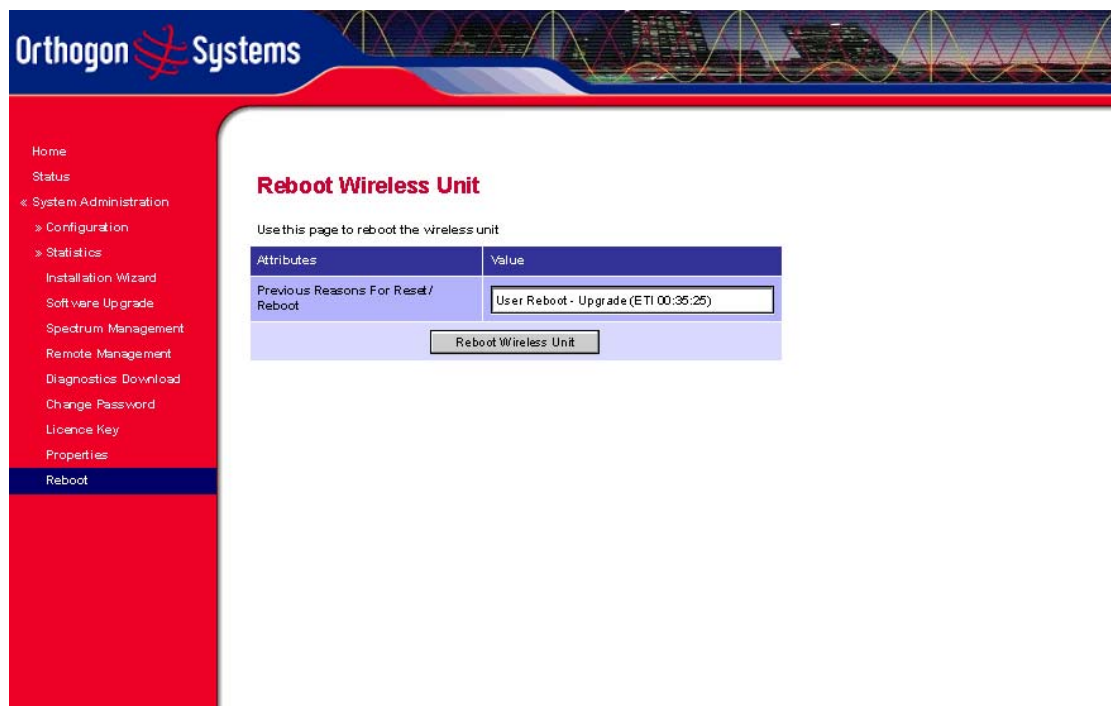 Orthogon Systems
Home
Status
« System Administration
» Configuration
» Statistics
Installation Wizard
Software Upgrade
Spectrum Management
Remote Management
Diagnostics Download
Change Password
Licence Key
Properties
Reboot
Reboot Wireless Unit
Use this page to reboot the wireless unit
Attributes Value
Previous Reasons For Reset/
Reboot
User Reboot - Upgrade (ETI 00:35:25)
Reboot Wireless Unit